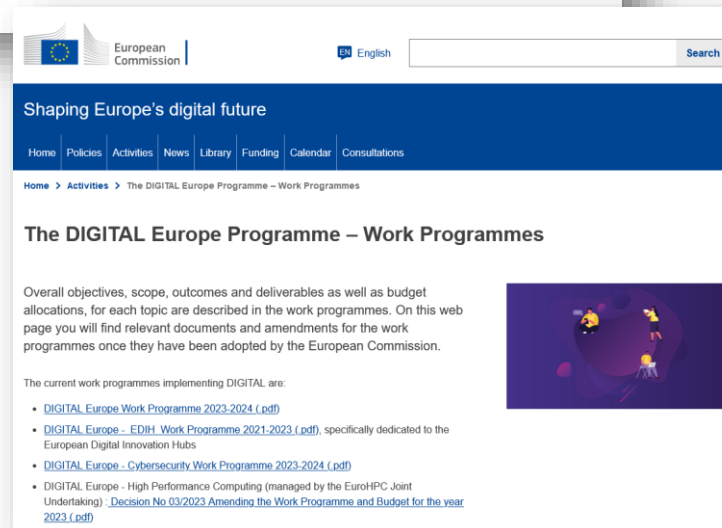 European
Commission
EN English
Search
Shaping Europe's digital future
Home Policies Activities News Library Funding Calendar Consultations
Home > Activities > The DIGITAL Europe Programme – Work Programmes
The DIGITAL Europe Programme – Work Programmes
Overall objectives, scope, outcomes and deliverables as well as budget
allocations, for each topic are described in the work programmes. On this web
page you will find relevant documents and amendments for the work
programmes once they have been adopted by the European Commission.
The current work programmes implementing DIGITAL are:
• DIGITAL Europe Work Programme 2023-2024 (.pdf)
• DIGITAL Europe - EDIH Work Programme 2021-2023 (.pdf), specifically dedicated to the
European Digital Innovation Hubs
• DIGITAL Europe - Cybersecurity Work Programme 2023-2024 (.pdf)
• DIGITAL Europe - High Performance Computing (managed by the EuroHPC Joint
Undertaking) : Decision No 03/2023 Amending the Work Programme and Budget for the year
2023 (.pdf)